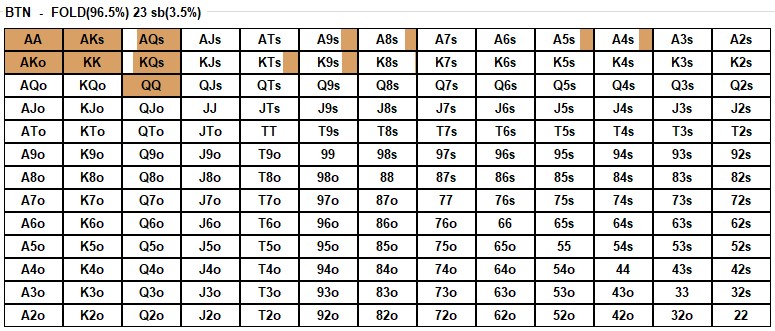 BTN - FOLD(96.5%) 23 sb(3.5%)
AA AKs AQs AJs ATs A9s A8s A7s A6s A5s A4s A3s A2s
AKo KK KQs KJs KTs K9s K8s K7s K6s K5s K4s K3s K2s
AQo KQo QQ QJs QTs Q9s Q8s Q7s Q6s Q5s Q4s Q3s Q2s
AJo KJo QJo JJ JTs J9s J8s J7s J6s J5s J4s J3s J2s
ATo KTo QTo JTo TT T9s T8s T7s T6s T5s T4s T3s T2s
A9o K9o Q9o J9o T9o 99 98s 97s 96s 95s 94s 93s 92s
A8o K8o Q8o J8o T8o 98o 88 87s 86s 85s 84s 83s 82s
A7o K7o Q7o J7o T7o 97o 87o 77 76s 75s 74s 73s 72s
A6o K6o Q6o J6o T6o 96o 86o 76o 66 65s 64s 63s 62s
A5o K5o Q5o J5o T5o 95o 85o 75o 65o 55 54s 53s 52s
A4o K4o Q4o J4o T4o 94o 84o 74o 64o 54o 44 43s 42s
A3o K3o Q3o J3o T3o 93o 83o 73o 63o 53o 43o 33 32s
A2o K2o Q2o J2o T2o 92o 82o 72o 62o 52o 42o 32o 22